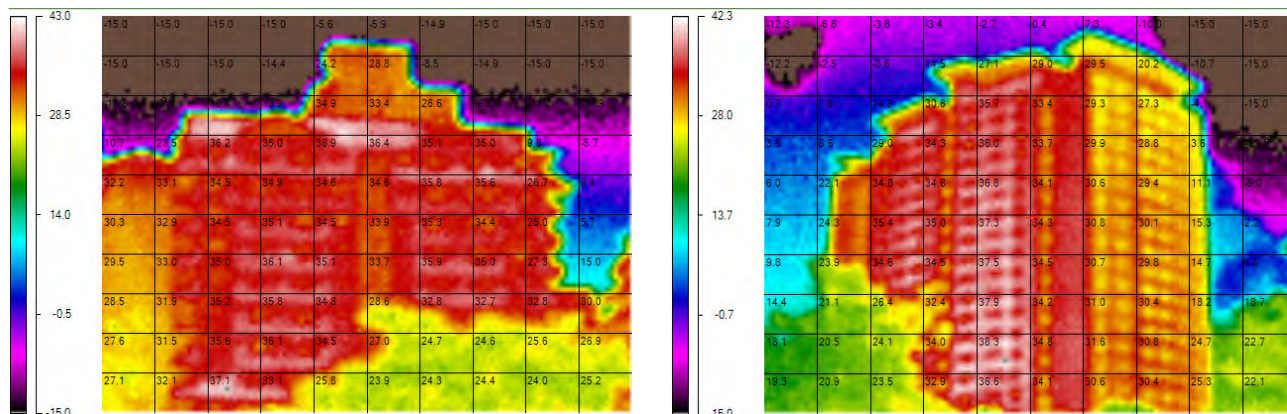 43.0
28.5
14.0
-0.5
-15.0
-15.0 -15.0 -15.0 -15.0 -5.6 -5.9 -14.9 -15.0 -15.0 -15.0
-15.0 -15.0 -15.0 -14.4 24.2 28.8 -8.5 -14.9 -15.0 -15.0
34.9 33.4 26.6
23.5 36.2 35.0 36.9 36.4 35.1 35.0 9.8 -5.7
32.2 33.1 34.5 34.9 34.6 34.6 35.8 35.6 26.7
30.3 32.9 34.5 35.1 34.5 33.9 35.3 34.4 25.0 5.7
29.5 33.0 35.0 36.1 35.1 33.7 35.9 35.0 27.3 15.0
28.5 31.9 35.2 35.8 34.8 28.6 32.8 32.7 32.8 30.0
27.6 31.5 35.6 36.1 34.5 27.0 24.7 24.6 25.6 26.9
27.1 32.1 37.1 33.1 25.8 23.9 24.3 24.4 24.0 25.2
42.3
28.0
13.7
-0.7
-15.0
-12.3 -6.6 -3.8 -3.4 -2.7 0.4 -7.3 -10.0 -15.0 -15.0
-12.2 -2.5 14.5 27.1 29.0 29.5 20.2 -10.7 -15.0
30.6 35.7 33.4 29.3 27.3 -15.0
29.0 34.3 36.0 33.7 29.9 28.8 3.6
6.0 22.1 34.8 34.8 36.8 34.1 30.6 29.4 11.1
7.9 24.3 35.4 35.0 37.3 34.3 30.8 30.1 15.3
9.8 23.9 34.6 34.6 37.5 34.5 30.7 29.8 14.7
14.4 21.1 26.4 32.4 37.9 34.2 31.0 30.4 18.2 18.7
18.1 20.5 24.1 34.0 38.3 34.8 31.6 30.8 24.7 22.7
19.3 20.9 23.5 32.9 36.6 34.1 30.6 30.4 25.3 22.1